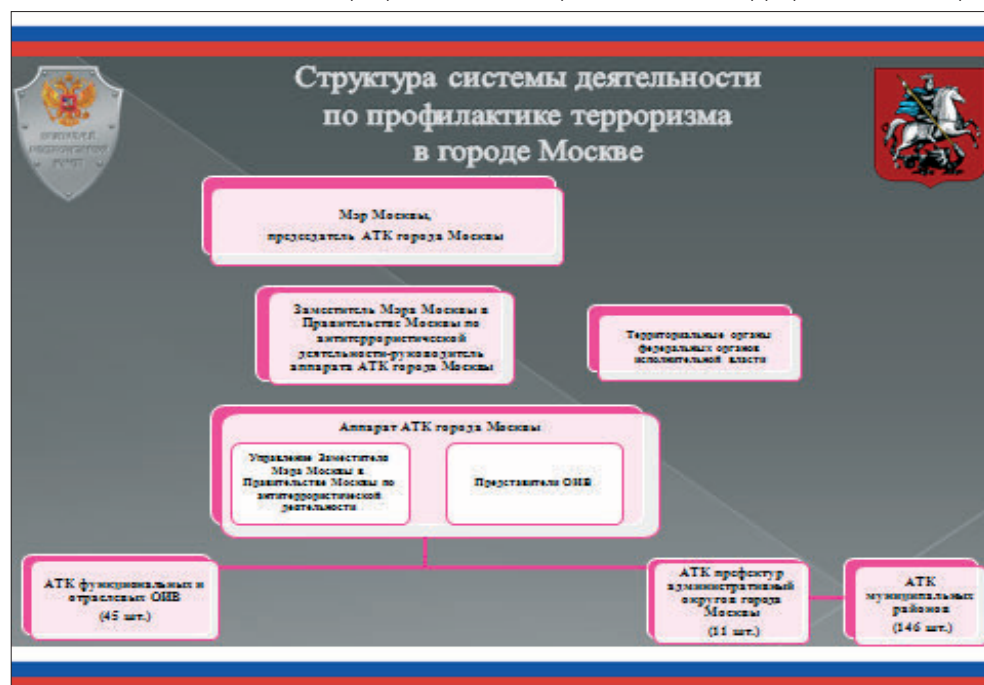 Структура системы деятельности
по профилактике терроризма
в городе Москве
Мэр Москвы,
председатель АТК города Москвы
Заместитель Мэра Москвы в
Правительстве Москвы по
антитеррористической
деятельности-руководитель
аппарата АТК города Москвы
Территориальные органы
федеральных органов
исполнительной власти
Аппарат АТК города Москвы
Управление Заместителя
Мэра Москвы в
Правительстве Москвы по
антитеррористической
деятельности
Представители ОИВ
АТК функциональных и
отраслевых ОИВ
(45 шт.)
АТК префектур
административный
округов города
Москвы
(11 шт.)
АТК
муниципальных
районов
(146 шт.)